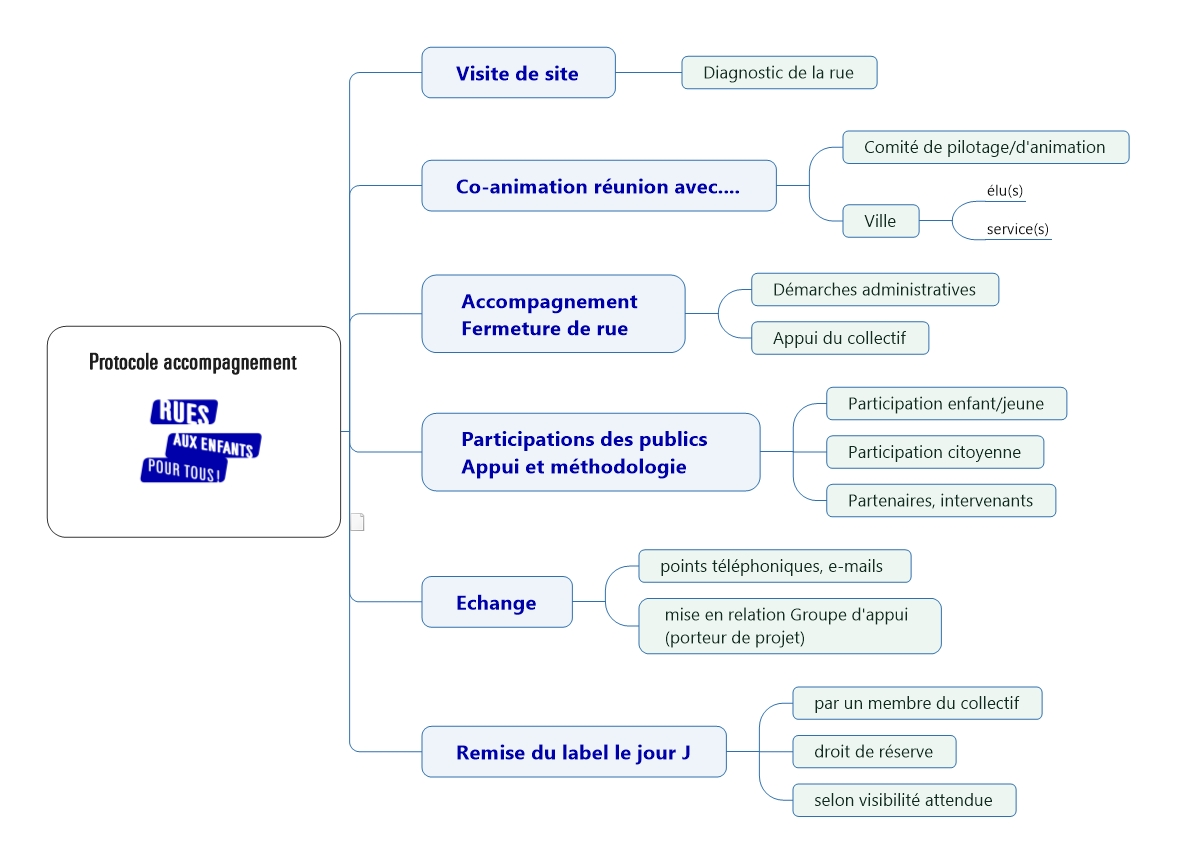 Protocole accompagnement
RUES
AUX ENFANTS
POUR TOUS!
Visite de site
Diagnostic de la rue
Co-animation réunion avec....
Comité de pilotage/d'animation
Ville
élu(s)
service(s)
Accompagnement
Fermeture de rue
Démarches administratives
Appui du collectif
Participations des publics
Appui et méthodologie
Participation enfant/jeune
Participation citoyenne
Partenaires, intervenants
Echange
points téléphoniques, e-mails
mise en relation Groupe d'appui
(porteur de projet)
Remise du label le jour J
par un membre du collectif
droit de réserve
selon visibilité attendue